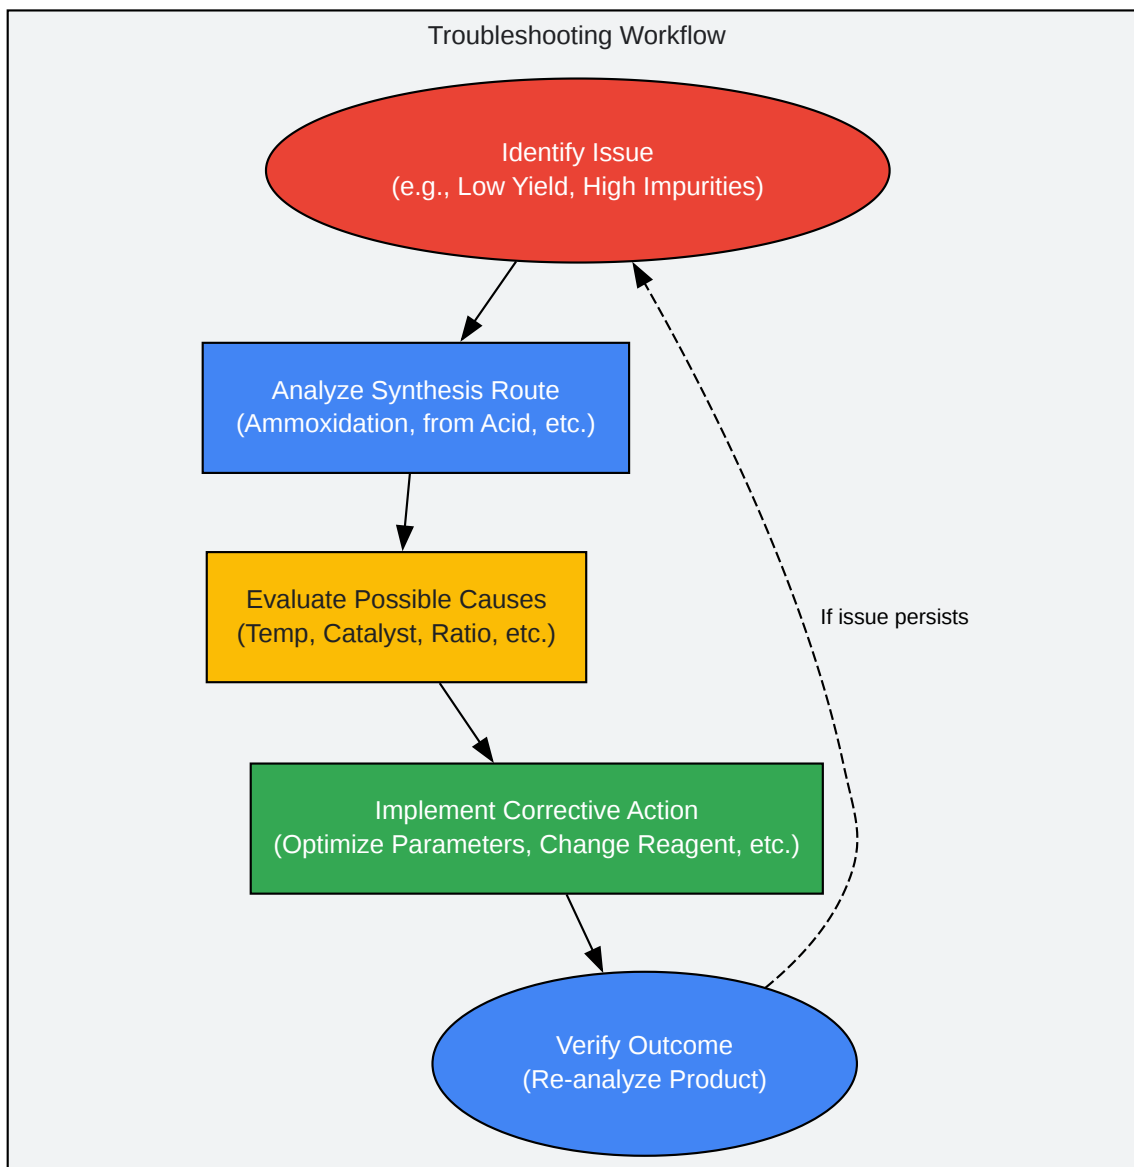 Troubleshooting Workflow
Identify Issue
(e.g., Low Yield, High Impurities)
Analyze Synthesis Route
(Ammoxidation, from Acid, etc.)
Evaluate Possible Causes
(Temp, Catalyst, Ratio, etc.)
If issue persists
Implement Corrective Action
(Optimize Parameters, Change Reagent, etc.)
Verify Outcome
(Re-analyze Product)